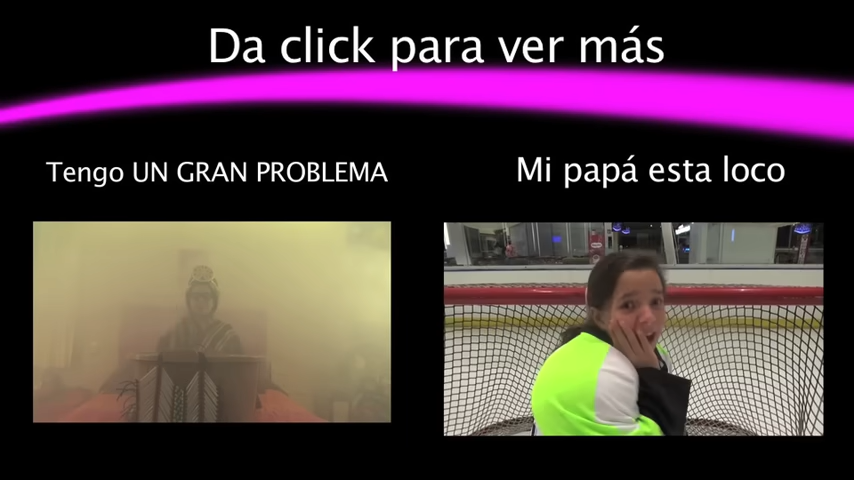 Da click para ver más
Tengo UN GRAN PROBLEMA
Mi papá esta loco